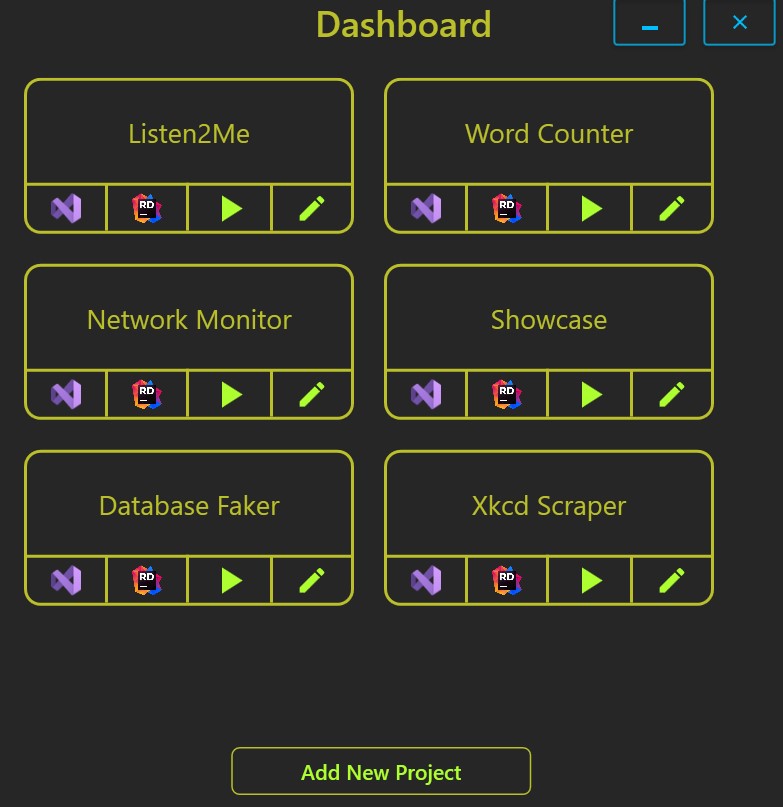 Dashboard
Listen2Me
Word Counter
RD
RD
Network Monitor
Showcase
RD
RD
Database Faker
Xkcd Scraper
RD
RD
Add New Project